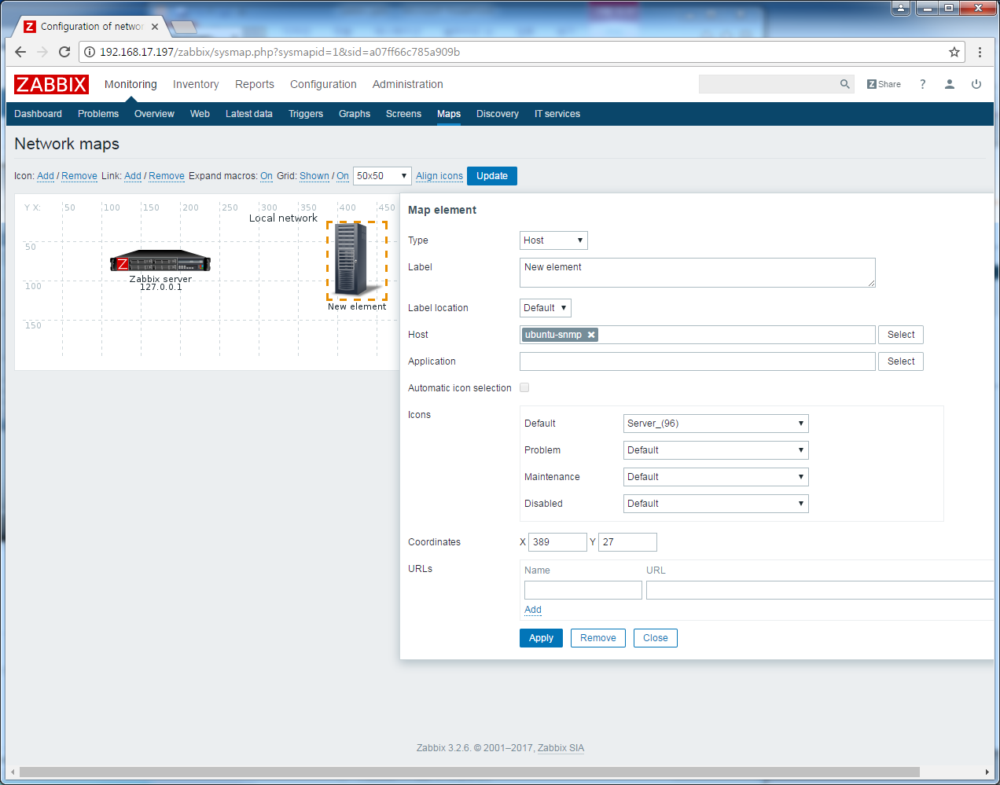 Configuration of networ
192.168.17.197/zabbix/sysmap.php?sysmapid=1&sid=a07ff66c785a909b
ZABBIX Monitoring Inventory Reports Configuration Administration Z Share ?
Dashboard Problems Overview Web Latest data Triggers Graphs Screens Maps Discovery IT services
Network maps
Icon: Add / Remove Link: Add / Remove Expand macros: On Grid: Shown / On 50x50 Align icons Update
Y X: 50 100 150 200 250 300 350 400 450
Local network
50
100
150
Z
Zabbix server
127.0.0.1
New element
Map element
Type Host
Label New element
Label location Default
Host ubuntu-snmp Select
Application Select
Automatic icon selection
Icons
Default Server_(96)
Problem Default
Maintenance Default
Disabled Default
Coordinates X 389 Y 27
URLs Name URL
Add
Apply Remove Close
Zabbix 3.2.6. © 2001–2017, Zabbix SIA